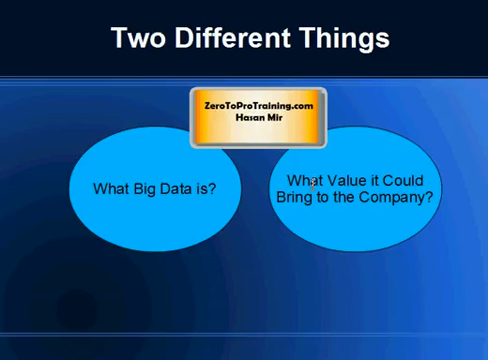 Two Different Things
ZeroToProTraining.com
Hasan Mir
What Big Data is?
What Value it Could
Bring to the Company?